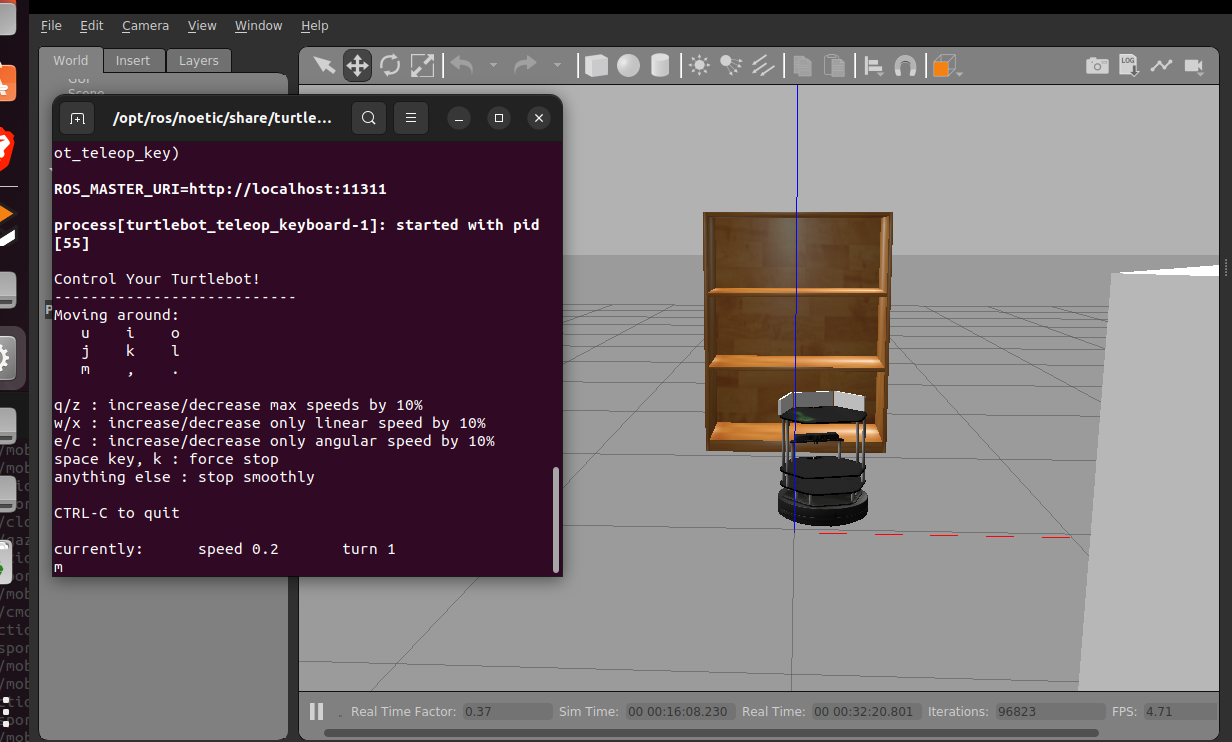 File Edit Camera View Window Help
World Insert Layers
GUI
Scene
LOG
/opt/ros/noetic/share/turtle...
ot_teleop_key)
ROS_MASTER_URI=http://localhost:11311
process[turtlebot_teleop_keyboard-1]: started with pid
[55]
Control Your Turtlebot!
---------------------------
Moving around:
u i o
j k l
m , .
q/z : increase/decrease max speeds by 10%
w/x : increase/decrease only linear speed by 10%
e/c : increase/decrease only angular speed by 10%
space key, k : force stop
anything else : stop smoothly
CTRL-C to quit
currently: speed 0.2 turn 1
m
Real Time Factor: 0.37 Sim Time: 00 00:16:08.230 Real Time: 00 00:32:20.801 Iterations: 96823 FPS: 4.71